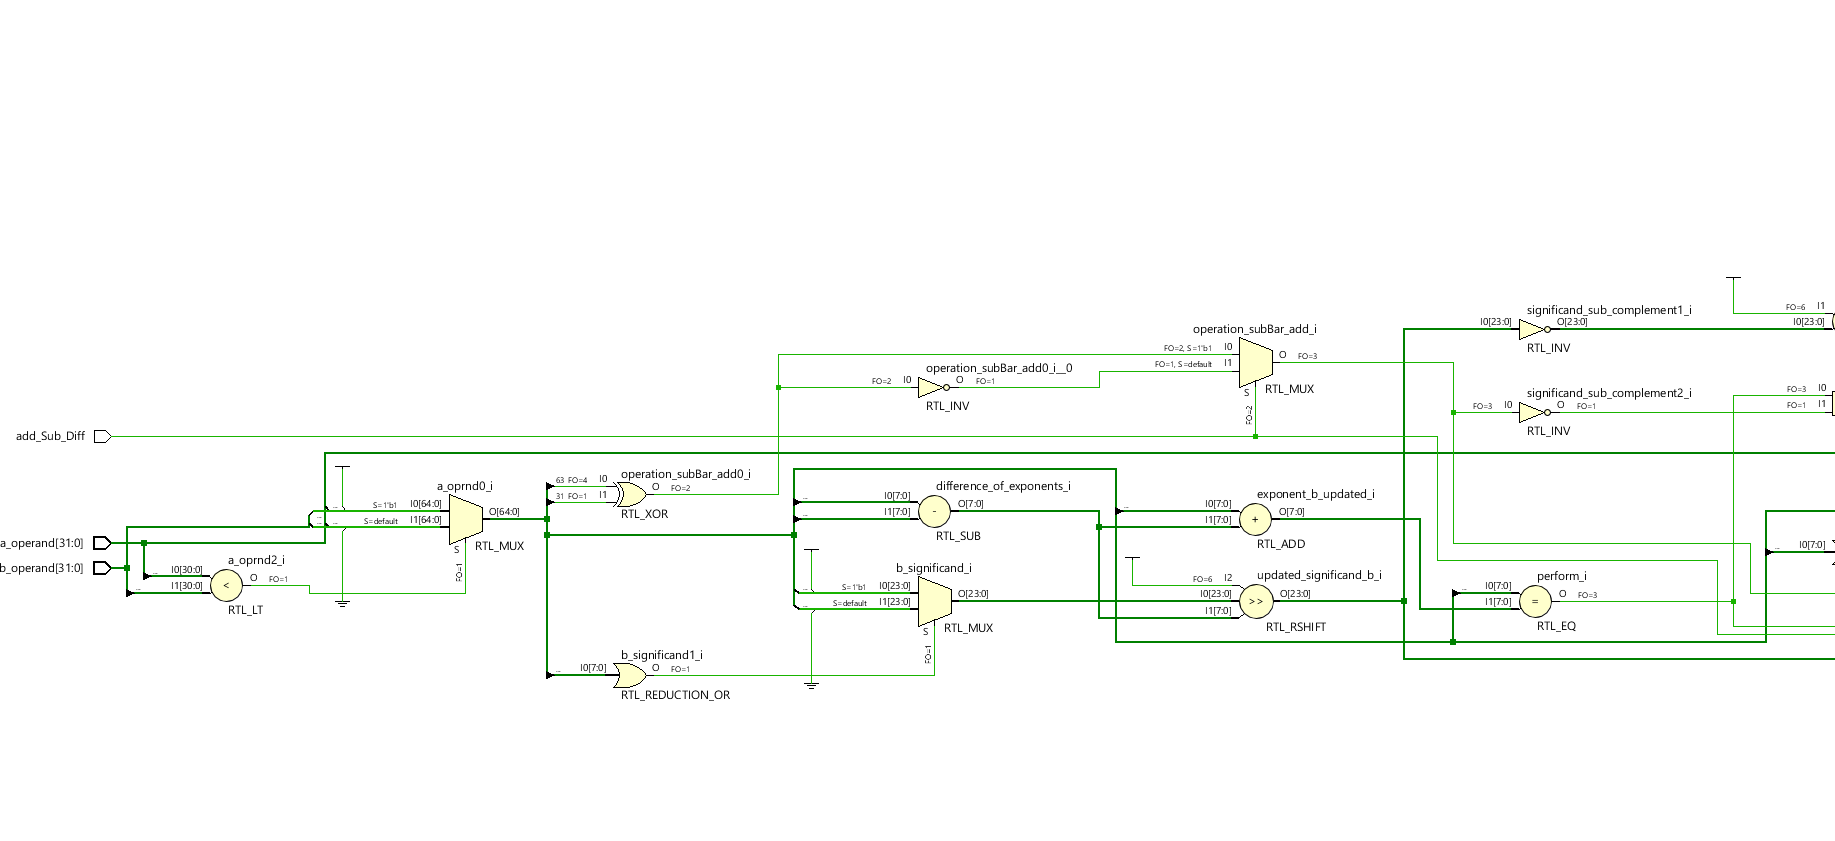 add_Sub_Diff
a_operand[31:0]
b_operand[31:0]
a_oprnd2_i
I0[30:0]
I1[30:0]
<
O
FO=1
RTL_LT
a_oprnd0_i
...
S=1'b1
I0[64:0]
...
S=default
I1[64:0]
O[64:0]
S
FO=1
RTL_MUX
operation_subBar_add0_i
63 FO=4
I0
31 FO=1
I1
O
FO=2
RTL_XOR
b_significand1_i
...
I0[7:0]
O
FO=1
RTL_REDUCTION_OR
operation_subBar_add0_i__0
FO=2
I0
O
FO=1
RTL_INV
difference_of_exponents_i
...
I0[7:0]
...
I1[7:0]
-
O[7:0]
RTL_SUB
b_significand_i
...
S=1'b1
I0[23:0]
...
S=default
I1[23:0]
O[23:0]
S
FO=1
RTL_MUX
operation_subBar_add_i
FO=2, S=1'b1
I0
FO=1, S=default
I1
O
FO=3
S
FO=2
RTL_MUX
exponent_b_updated_i
...
I0[7:0]
I1[7:0]
+
O[7:0]
RTL_ADD
updated_significand_b_i
FO=6
I2
I0[23:0]
I1[7:0]
>>
O[23:0]
RTL_RSHIFT
significand_sub_complement1_i
I0[23:0]
O[23:0]
RTL_INV
significand_sub_complement2_i
FO=3
I0
O
FO=1
RTL_INV
perform_i
...
I0[7:0]
I1[7:0]
=
O
FO=3
RTL_EQ
FO=6
I1
I0[23:0]
FO=3
I0
FO=1
I1
...
I0[7:0]